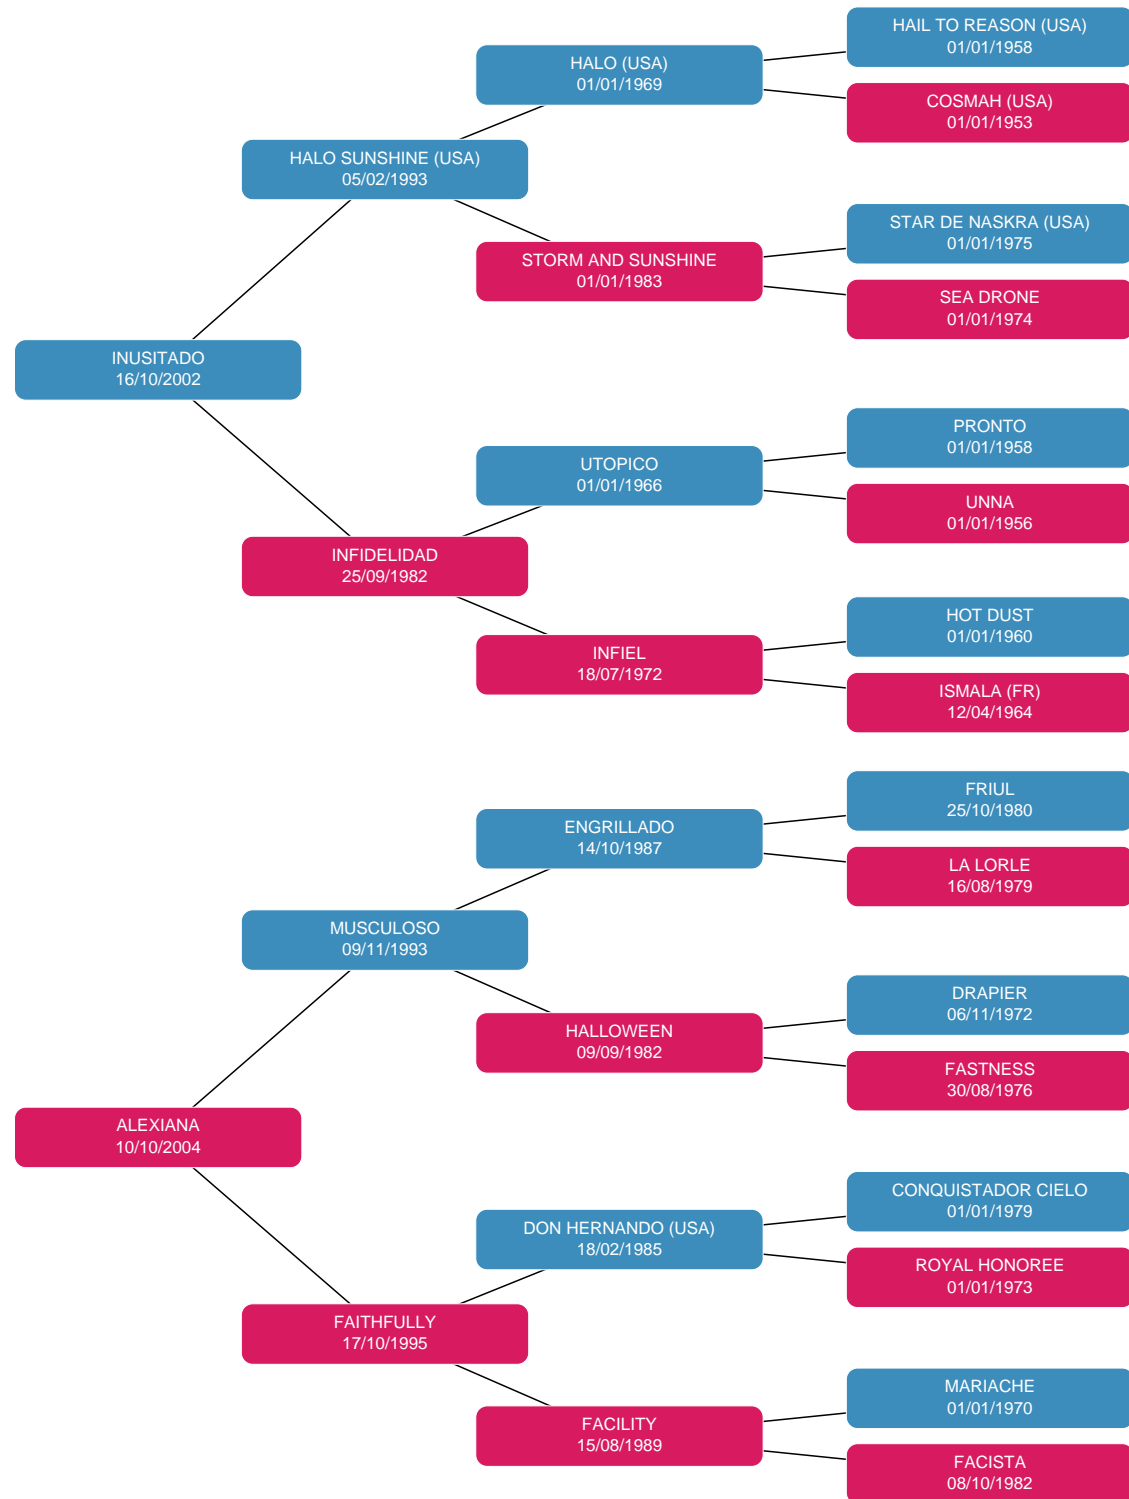 HAIL TO REASON (USA)
01/01/1958
HALO (USA)
01/01/1969
COSMAH (USA)
01/01/1953
HALO SUNSHINE (USA)
05/02/1993
STAR DE NASKRA (USA)
01/01/1975
STORM AND SUNSHINE
01/01/1983
SEA DRONE
01/01/1974
INUSITADO
16/10/2002
PRONTO
01/01/1958
UTOPICO
01/01/1966
UNNA
01/01/1956
INFIDELIDAD
25/09/1982
HOT DUST
01/01/1960
INFIEL
18/07/1972
ISMALA (FR)
12/04/1964
FRIUL
25/10/1980
ENGRILLADO
14/10/1987
LA LORLE
16/08/1979
MUSCULOSO
09/11/1993
DRAPIER
06/11/1972
HALLOWEEN
09/09/1982
FASTNESS
30/08/1976
ALEXIANA
10/10/2004
CONQUISTADOR CIELO
01/01/1979
DON HERNANDO (USA)
18/02/1985
ROYAL HONOREE
01/01/1973
FAITHFULLY
17/10/1995
MARIACHE
01/01/1970
FACILITY
15/08/1989
FACISTA
08/10/1982